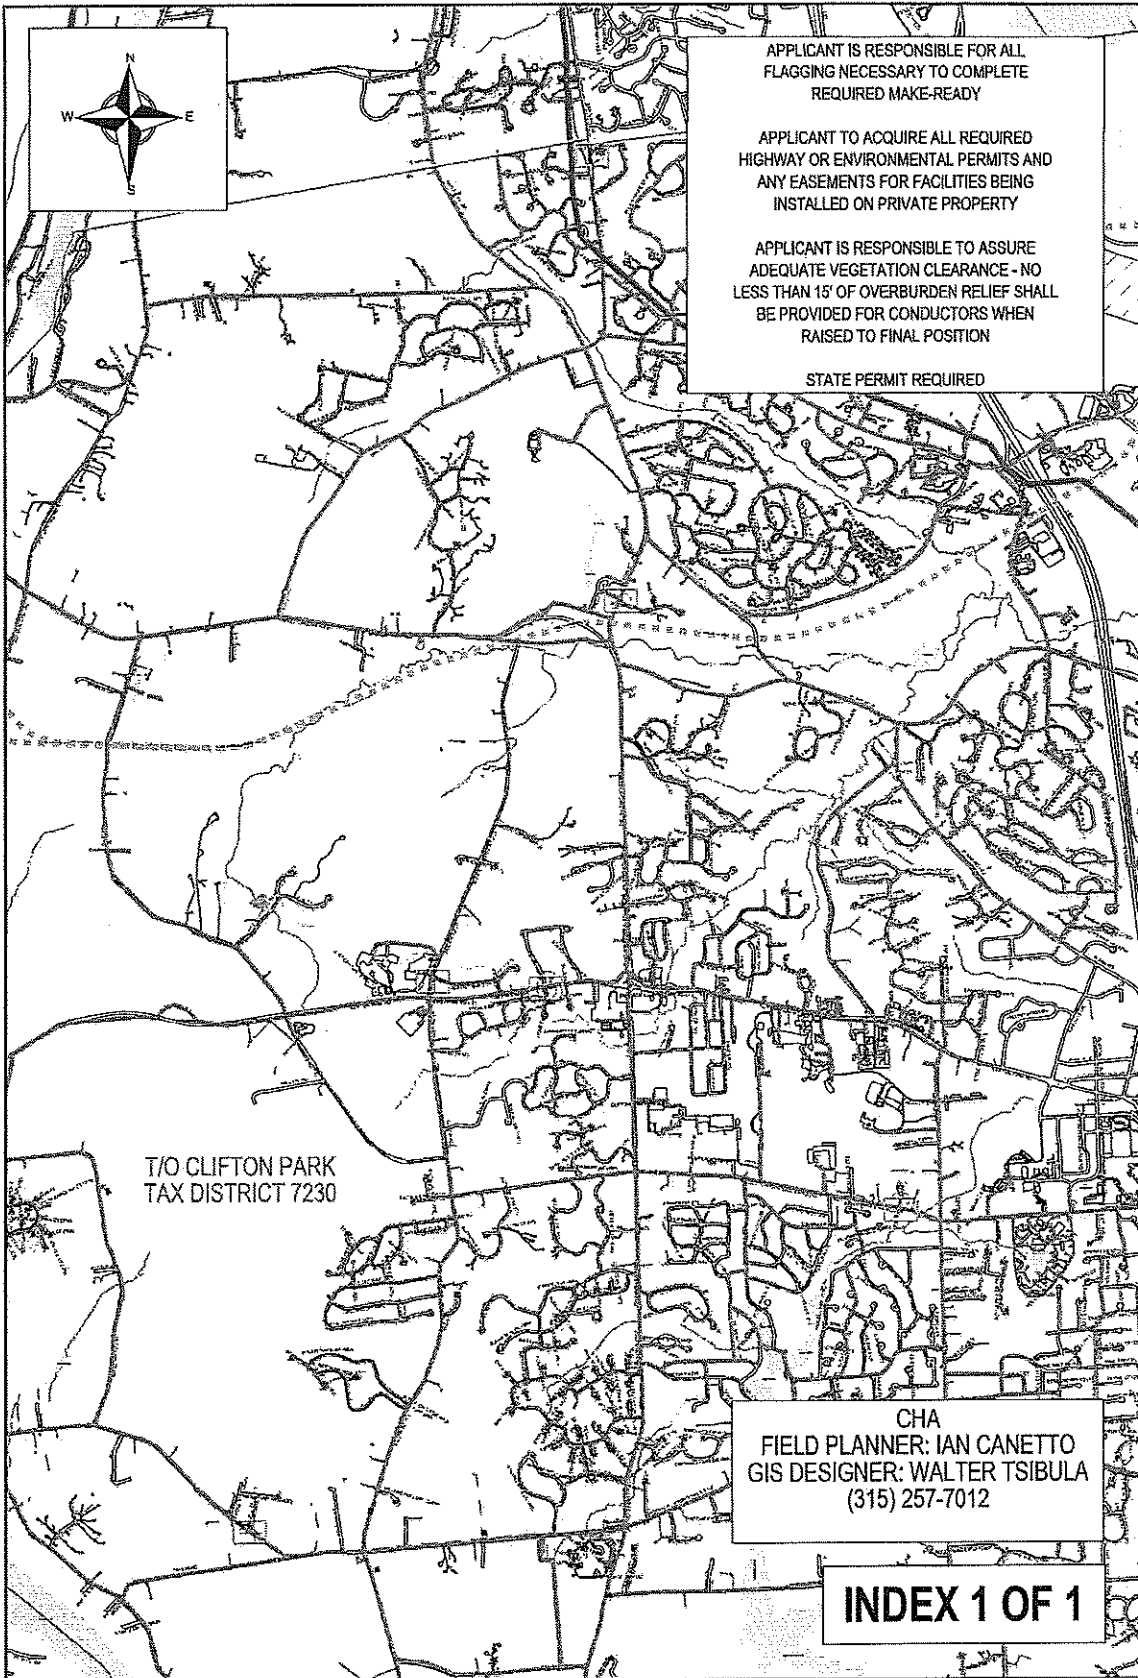 N
W
E
S
APPLICANT IS RESPONSIBLE FOR ALL
FLAGGING NECESSARY TO COMPLETE
REQUIRED MAKE-READY
APPLICANT TO ACQUIRE ALL REQUIRED
HIGHWAY OR ENVIRONMENTAL PERMITS AND
ANY EASEMENTS FOR FACILITIES BEING
INSTALLED ON PRIVATE PROPERTY
APPLICANT IS RESPONSIBLE TO ASSURE
ADEQUATE VEGETATION CLEARANCE - NO
LESS THAN 15' OF OVERBURDEN RELIEF SHALL
BE PROVIDED FOR CONDUCTORS WHEN
RAISED TO FINAL POSITION
STATE PERMIT REQUIRED
T/O CLIFTON PARK
TAX DISTRICT 7230
CHA
FIELD PLANNER: IAN CANETTO
GIS DESIGNER: WALTER TSIBULA
(315) 257-7012
INDEX 1 OF 1